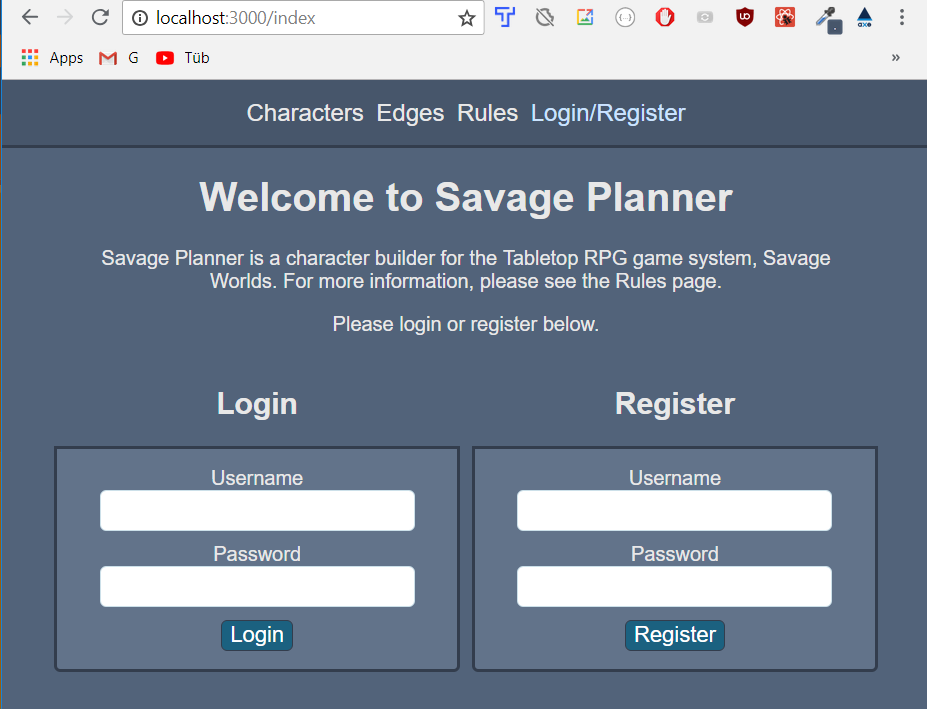 localhost:3000/index
Apps G Tüb »
Characters Edges Rules Login/Register
Welcome to Savage Planner
Savage Planner is a character builder for the Tabletop RPG game system, Savage
Worlds. For more information, please see the Rules page.
Please login or register below.
Login
Username
Password
Login
Register
Username
Password
Register